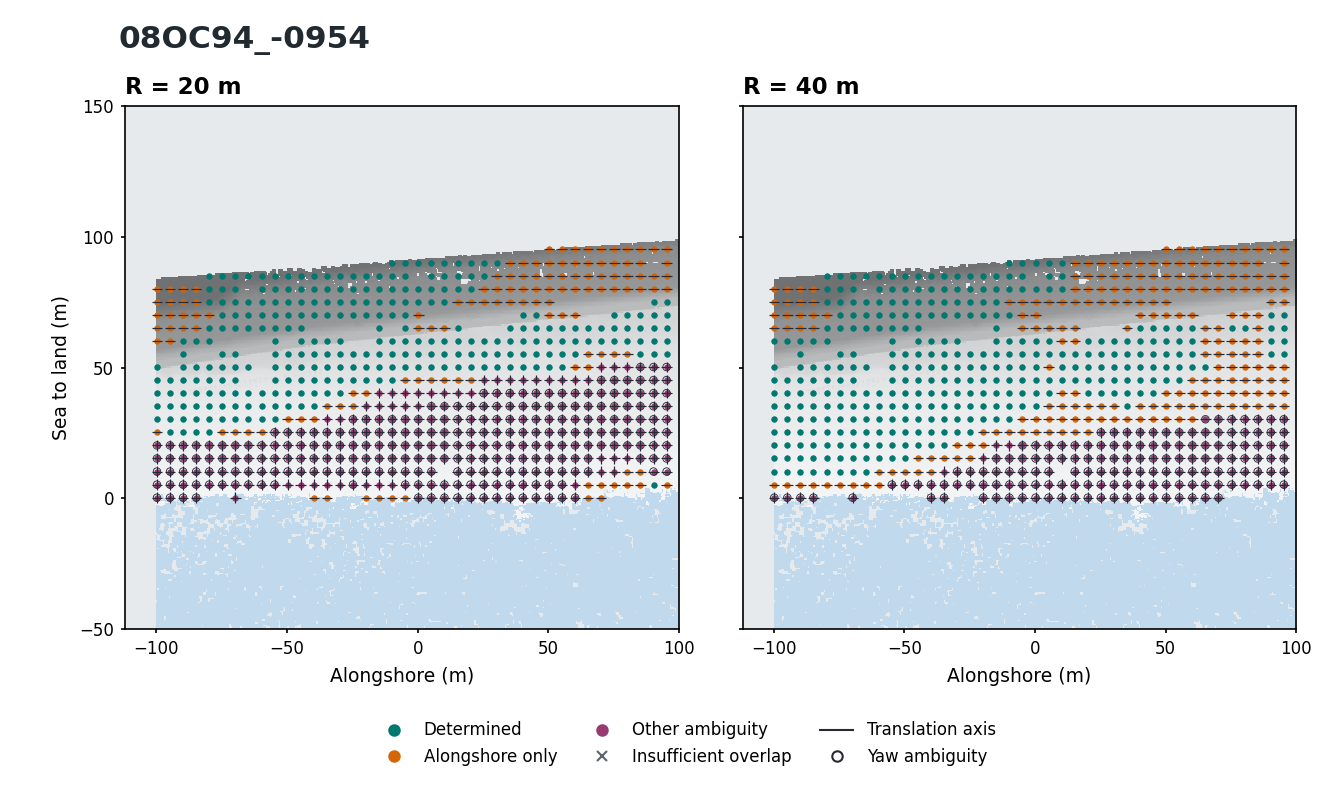 08OC94_-0954
R = 20 m
R = 40 m
150
100
50
0
−50
Sea to land (m)
−100
−50
0
50
100
−100
−50
0
50
100
Alongshore (m)
Alongshore (m)
Determined
Other ambiguity
Translation axis
Alongshore only
Insufficient overlap
Yaw ambiguity